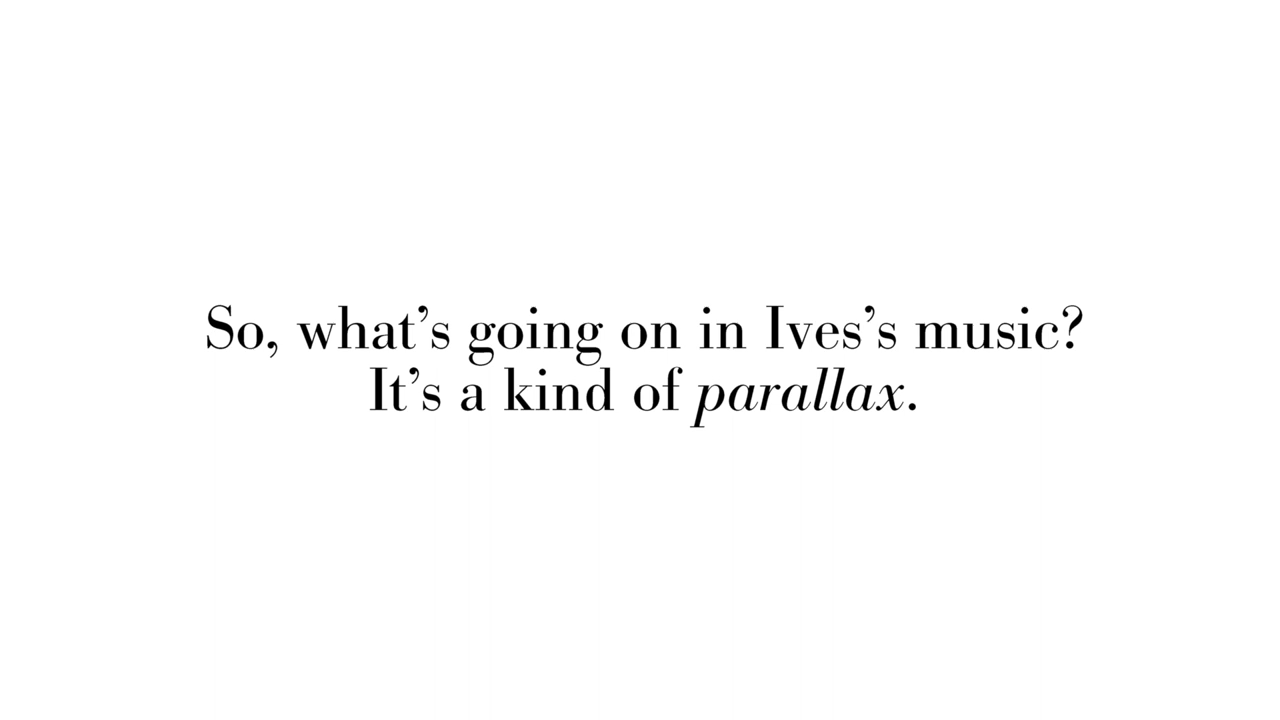 So, what’s going on in Ives’s music?
It’s a kind of parallax.